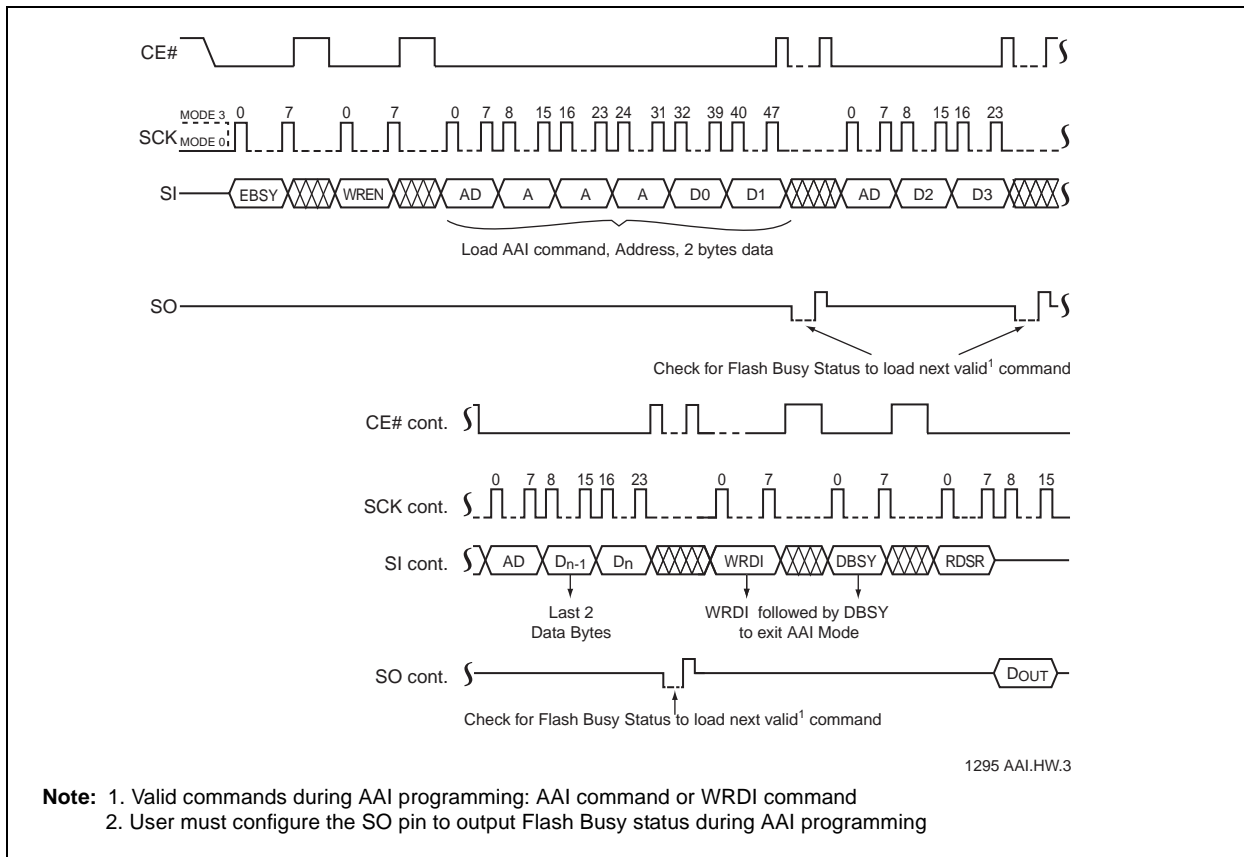 CE#
MODE 3
SCK
MODE 0
0 7 0 7 0 7 8 15 16 23 24 31 32 39 40 47 0 7 8 15 16 23
SI
EBSY WREN AD A A A D0 D1 AD D2 D3
Load AAI command, Address, 2 bytes data
SO
Check for Flash Busy Status to load next valid1 command
CE# cont.
0 7 8 15 16 23 0 7 0 7 0 7 8 15
SCK cont.
SI cont. AD Dn-1 Dn WRDI DBSY RDSR
Last 2
Data Bytes
WRDI followed by DBSY
to exit AAI Mode
SO cont. DOUT
Check for Flash Busy Status to load next valid1 command
1295 AAI.HW.3
Note: 1. Valid commands during AAI programming: AAI command or WRDI command
2. User must configure the SO pin to output Flash Busy status during AAI programming